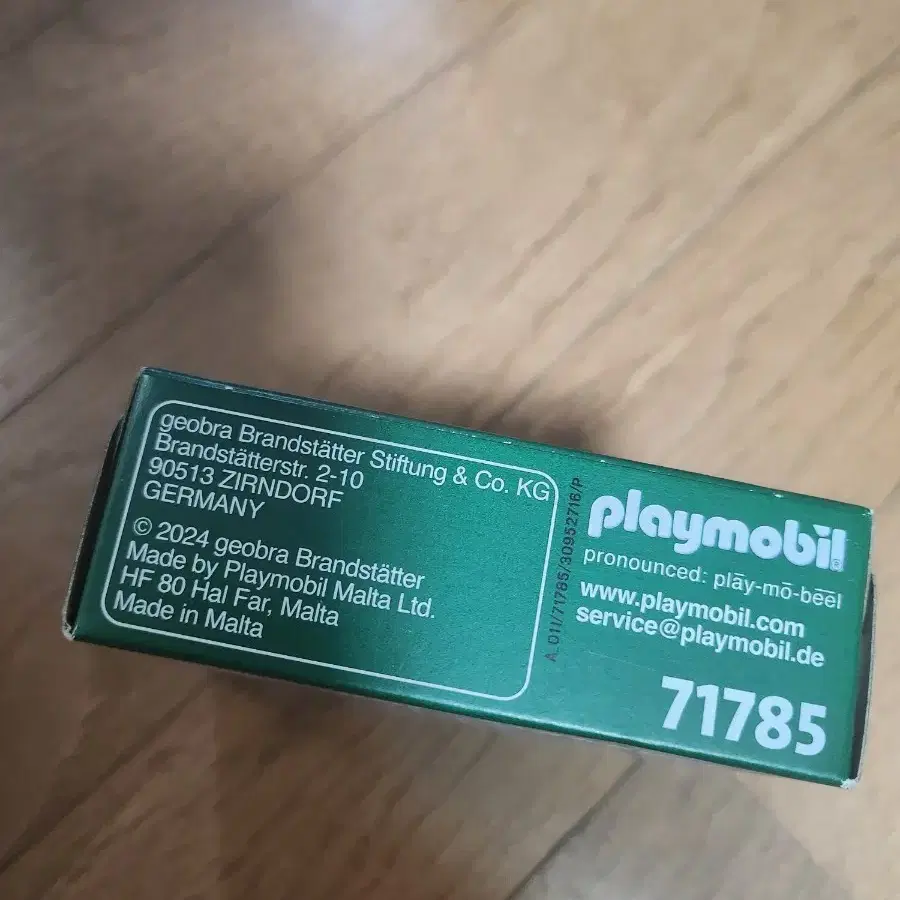 geobra Brandstätter Stiftung & Co. KG
Brandstätterstr. 2-10
90513 ZIRNDORF
GERMANY
© 2024 geobra Brandstätter
Made by Playmobil Malta Ltd.
HF 80 Hal Far, Malta
Made in Malta
A. 011/71785/30952716/P
playmobil®
pronounced: plāy-mō-bēēl
www.playmobil.com
service@playmobil.de
71785